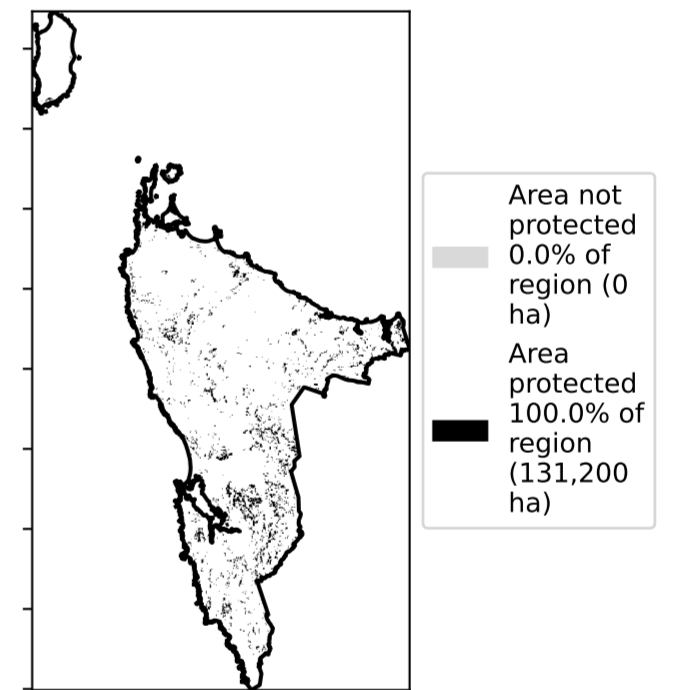 Area not
protected
0.0% of
region (0
ha)
Area
protected
100.0% of
region
(131,200
ha)